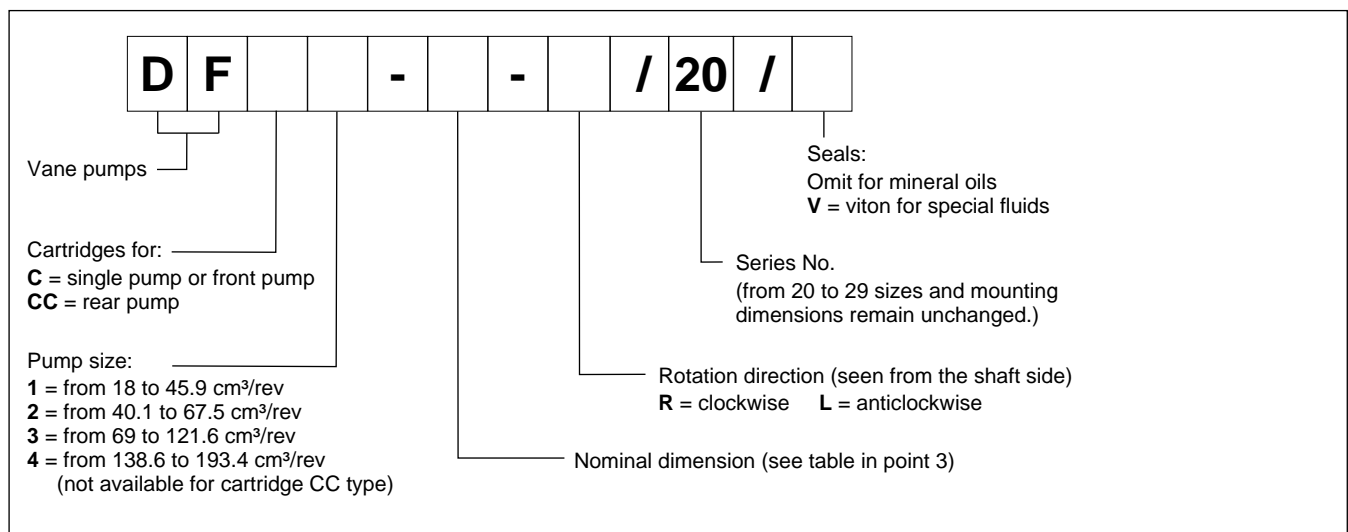 D F - - / 20 /
Vane pumps
Seals:
Omit for mineral oils
V = viton for special fluids
Cartridges for:
C = single pump or front pump
CC = rear pump
Series No.
(from 20 to 29 sizes and mounting
dimensions remain unchanged.)
Pump size:
1 = from 18 to 45.9 cm³/rev
2 = from 40.1 to 67.5 cm³/rev
3 = from 69 to 121.6 cm³/rev
4 = from 138.6 to 193.4 cm³/rev
(not available for cartridge CC type)
Rotation direction (seen from the shaft side)
R = clockwise L = anticlockwise
Nominal dimension (see table in point 3)